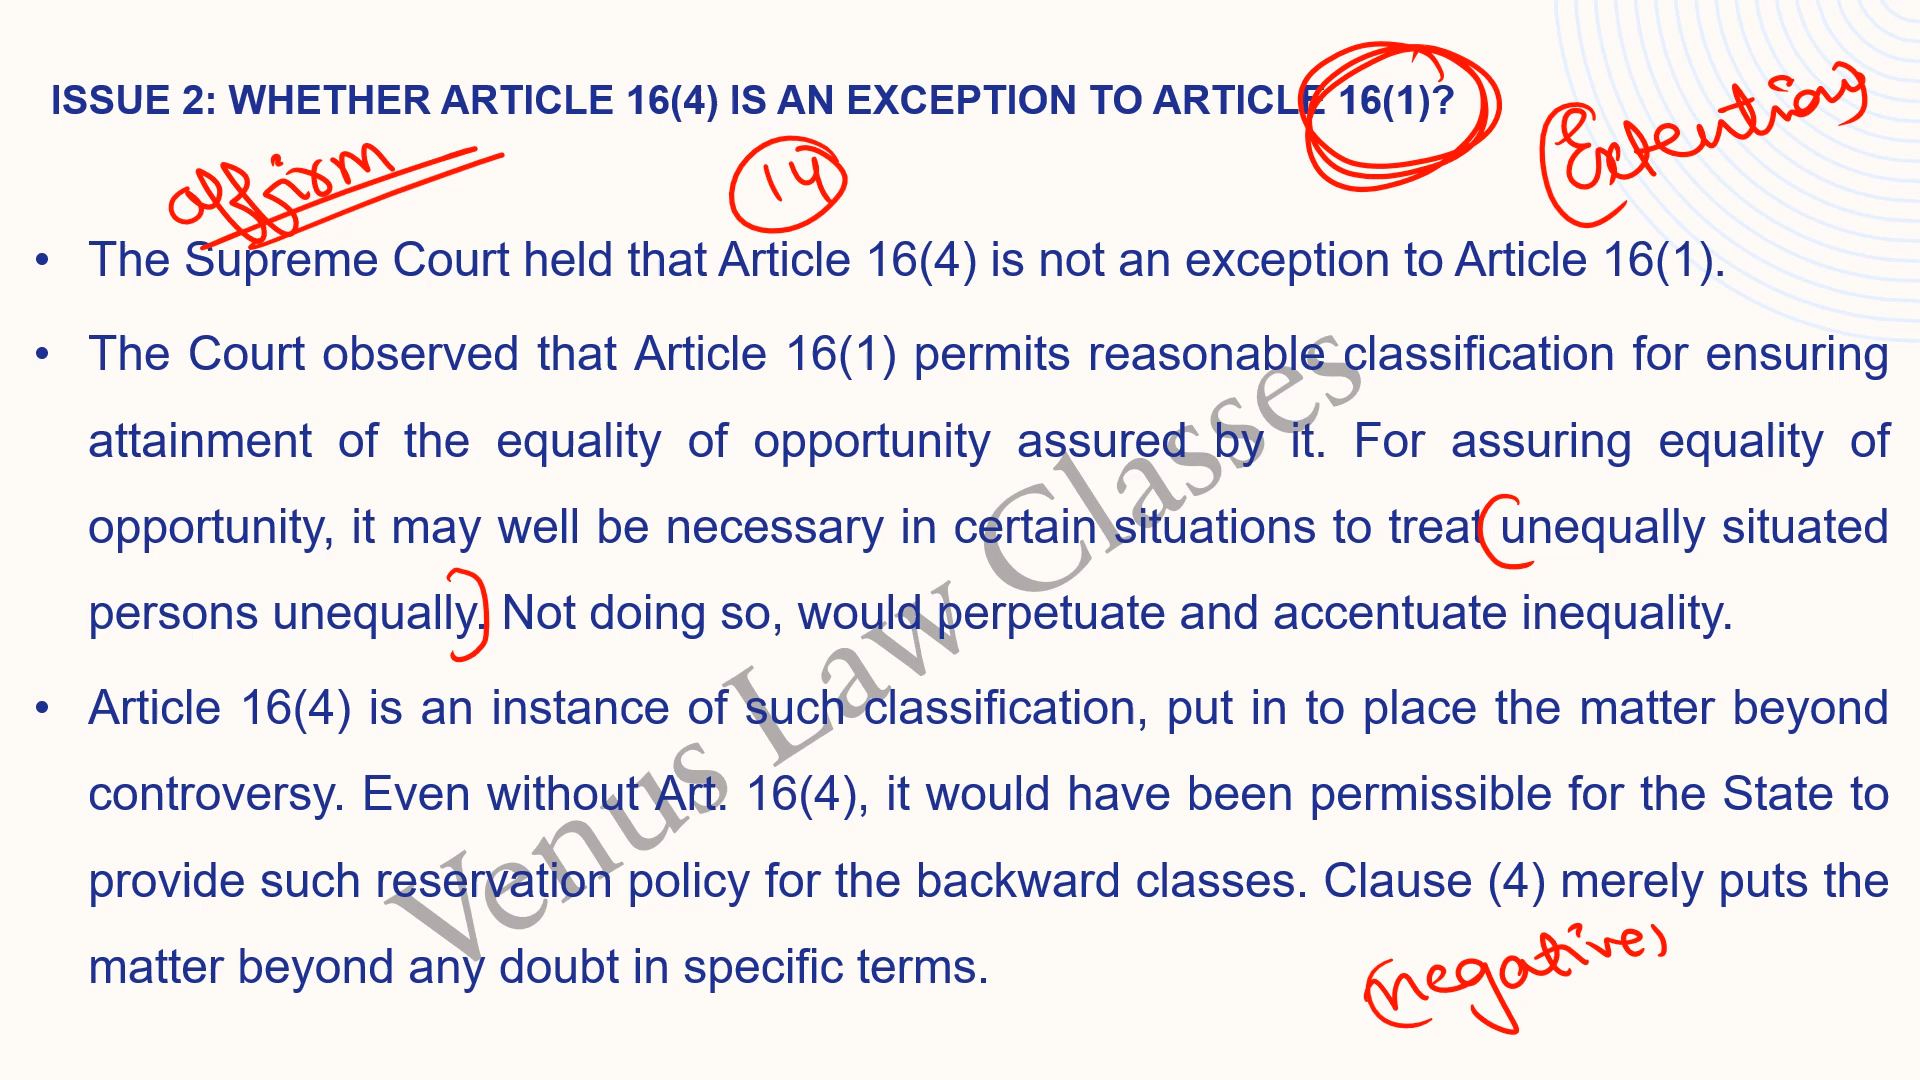 ISSUE 2: WHETHER ARTICLE 16(4) IS AN EXCEPTION TO ARTICLE 16(1)?
affirm
14
• The Supreme Court held that Article 16(4) is not an exception to Article 16(1).
• The Court observed that Article 16(1) permits reasonable classification for ensuring
attainment of the equality of opportunity assured by it. For assuring equality of
opportunity, it may well be necessary in certain situations to treat unequally situated
persons unequally. Not doing so, would perpetuate and accentuate inequality.
• Article 16(4) is an instance of such classification, put in to place the matter beyond
controversy. Even without Art. 16(4), it would have been permissible for the State to
provide such reservation policy for the backward classes. Clause (4) merely puts the
matter beyond any doubt in specific terms.
Venus Law Classes